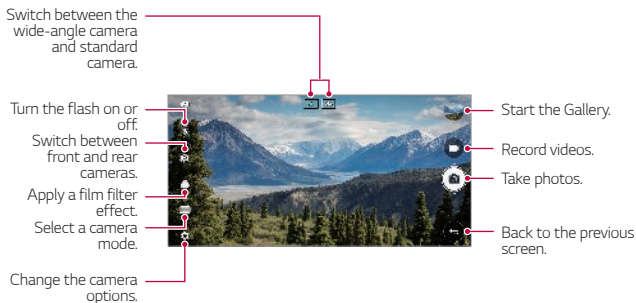 Switch between the
wide-angle camera
and standard
camera.
Turn the flash on or
off.
Switch between
front and rear
cameras.
Apply a film filter
effect.
Select a camera
mode.
Change the camera
options.
Start the Gallery.
Record videos.
Take photos.
Back to the previous
screen.